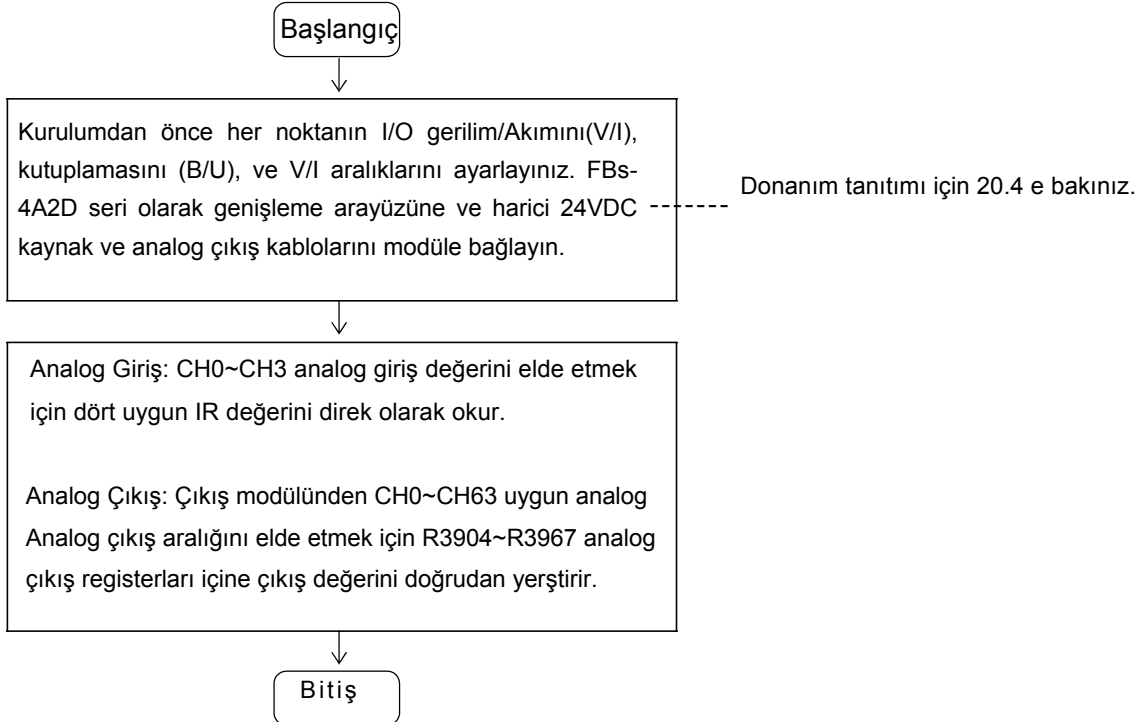 Başlangıç
Kurulumdan önce her noktanın I/O gerilim/Akımını(V/I),
kutuplamasını (B/U), ve V/I aralıklarını ayarlayınız. FBs-
4A2D seri olarak genişleme arayüzüne ve harici 24VDC
kaynak ve analog çıkış kablolarını modüle bağlayın.
Donanım tanıtımı için 20.4 e bakınız.
Analog Giriş: CH0~CH3 analog giriş değerini elde etmek
için dört uygun IR değerini direk olarak okur.
Analog Çıkış: Çıkış modülünden CH0~CH63 uygun analog
Analog çıkış aralığını elde etmek için R3904~R3967 analog
çıkış registerları içine çıkış değerini doğrudan yerştirir.
Bitiş